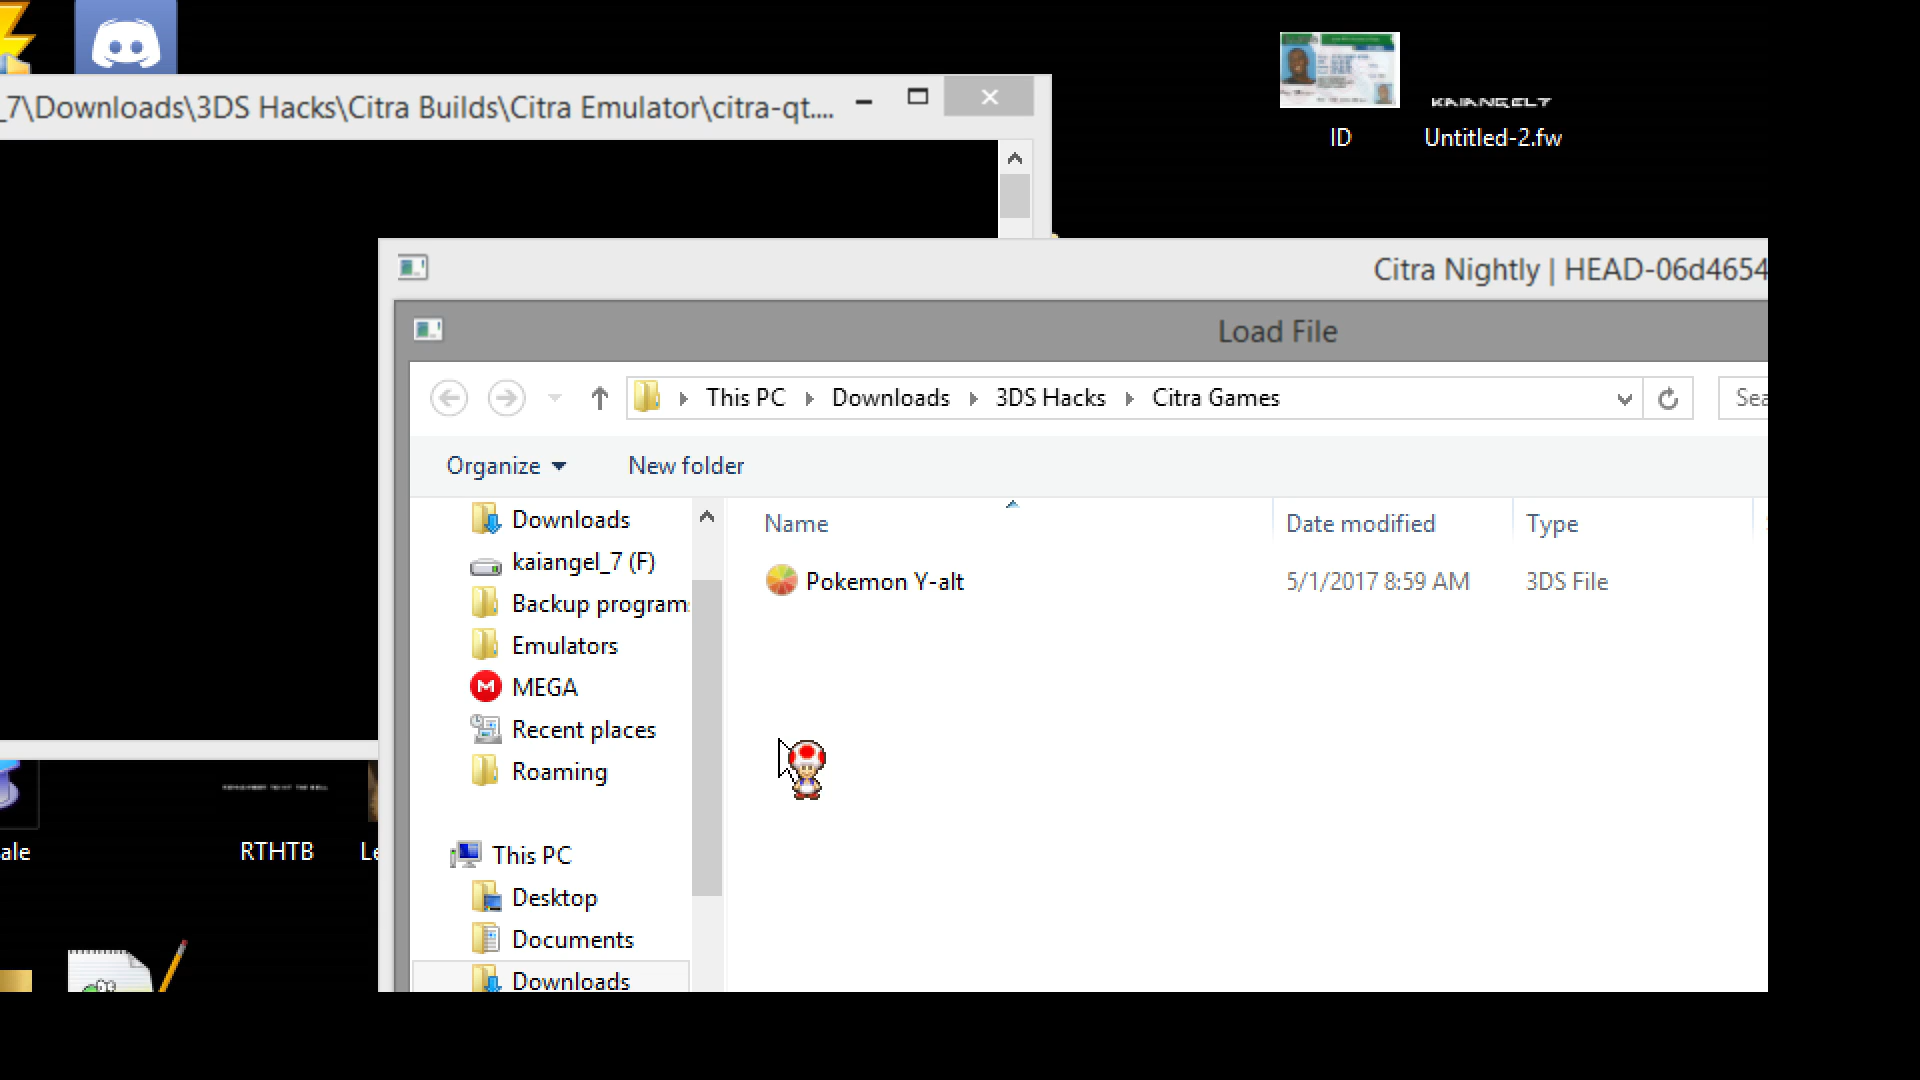 _7\Downloads\3DS Hacks\Citra Builds\Citra Emulator\citra-qt....
KAIANGEL7
ID
Untitled-2.fw
Citra Nightly | HEAD-06d4654
Load File
This PC
Downloads
3DS Hacks
Citra Games
Sea
Organize
New folder
Name
Date modified
Type
Downloads
kaiangel_7 (F)
Backup program
Emulators
MEGA
Recent places
Roaming
This PC
Desktop
Documents
Downloads
Pokemon Y-alt
5/1/2017 8:59 AM
3DS File
ale
RTHTB
Le